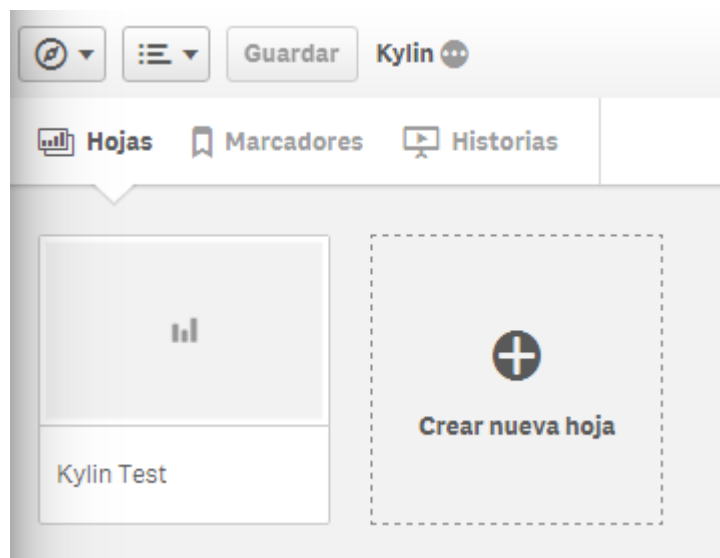 Guardar Kylin
Hojas Marcadores Historias
Crear nueva hoja
Kylin Test